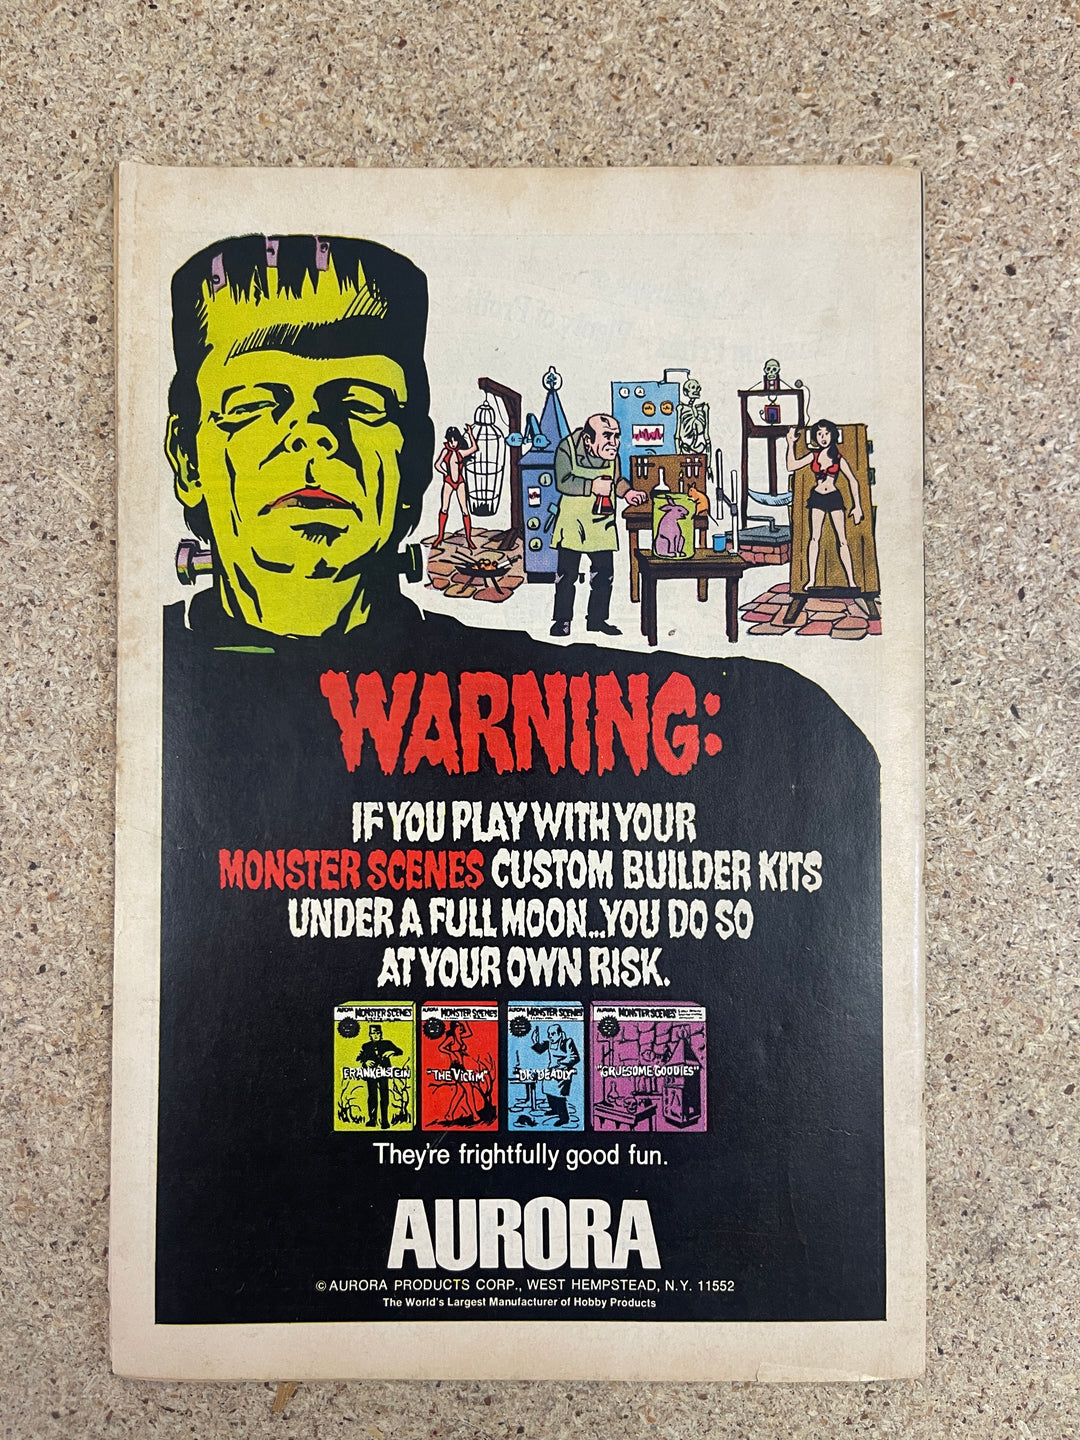 WARNING:
IF YOU PLAY WITH YOUR
MONSTER SCENES CUSTOM BUILDER KITS
UNDER A FULL MOON...YOU DO SO
AT YOUR OWN RISK.
AURORA MONSTER SCENES
FRANKENSTEIN
AURORA MONSTER SCENES
"THE VICTIM"
AURORA MONSTER SCENES
"DR. DEADLY"
AURORA MONSTER SCENES
"GRUESOME GOODIES"
They're frightfully good fun.
AURORA
© AURORA PRODUCTS CORP., WEST HEMPSTEAD, N.Y. 11552
The World's Largest Manufacturer of Hobby Products